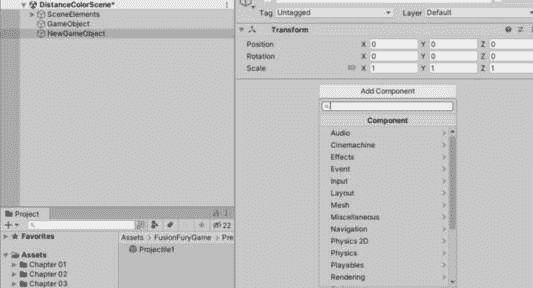 DistanceColorScene*
SceneElements
GameObject
NewGameObject
Tag Untagged Layer Default
Transform
Position X 0 Y 0 Z 0
Rotation X 0 Y 0 Z 0
Scale X 1 Y 1 Z 1
Add Component
Component
Audio
Cinemachine
Effects
Event
Input
Layout
Mesh
Miscellaneous
Navigation
Physics 2D
Physics
Playables
Rendering
Project
22
Favorites
Assets
Chapter 01
Chapter 02
Chapter 03
Assets > FusionFuryGame > Pre
Projectile1